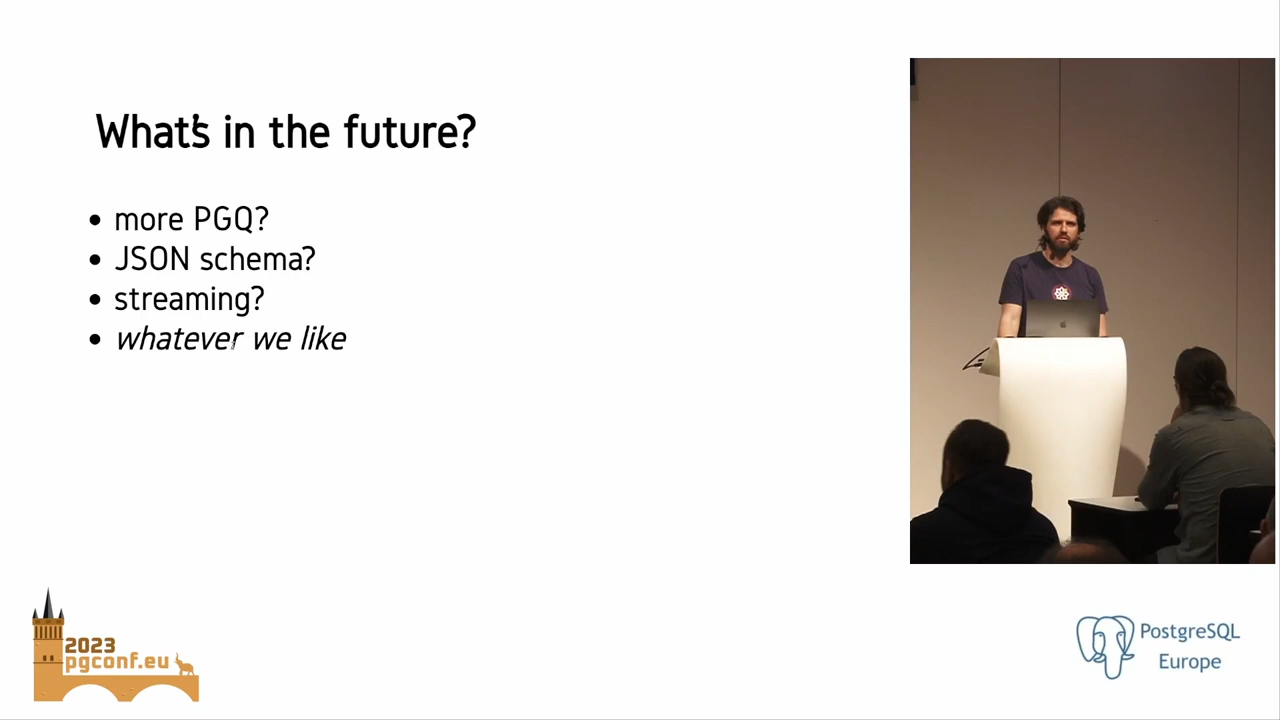 What's in the future?
• more PGQ?
• JSON schema?
• streaming?
• whatever we like
2023
pgconf.eu
PostgreSQL
Europe